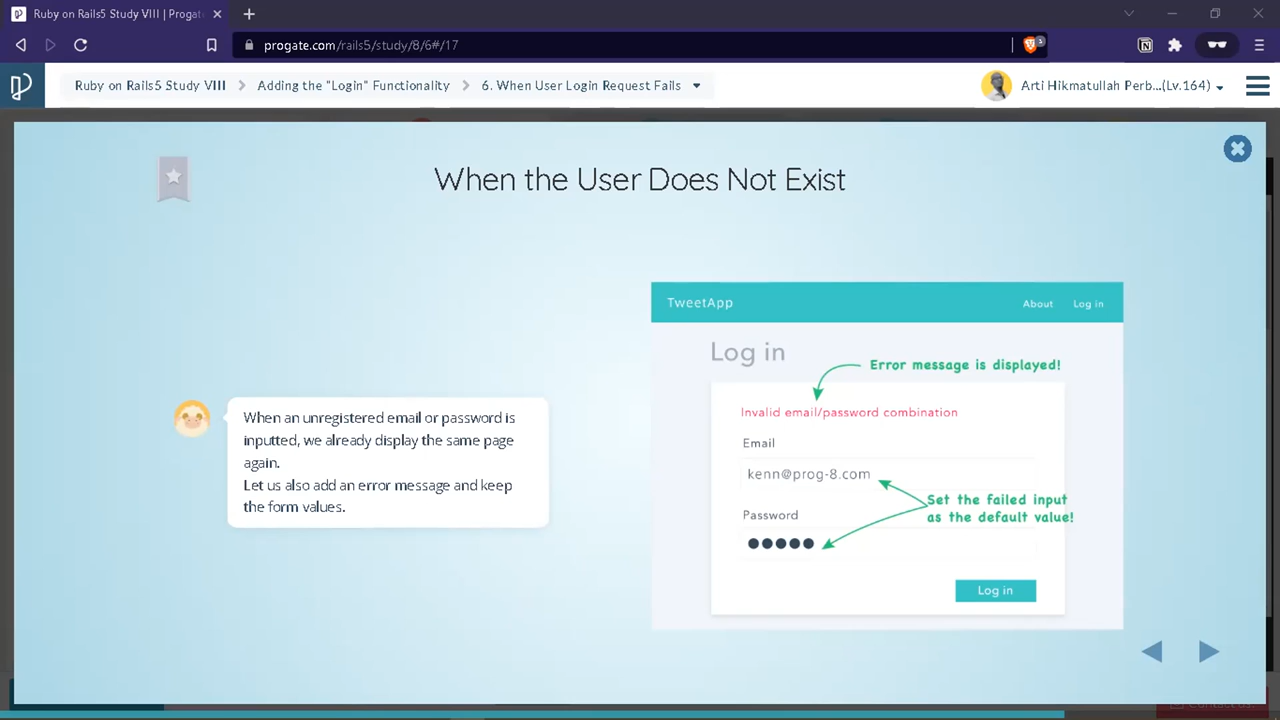 Ruby on Rails5 Study VIII | Progate
progate.com/rails5/study/8/6#/17
3
Ruby on Rails5 Study VIII
Adding the "Login" Functionality
6. When User Login Request Fails
Arti Hikmatullah Perb...(Lv.164)
When the User Does Not Exist
When an unregistered email or password is
inputted, we already display the same page
again.
Let us also add an error message and keep
the form values.
TweetApp
About
Log in
Log in
Error message is displayed!
Invalid email/password combination
Email
kenn@prog-8.com
Set the failed input
as the default value!
Password
Log in
Contact us!